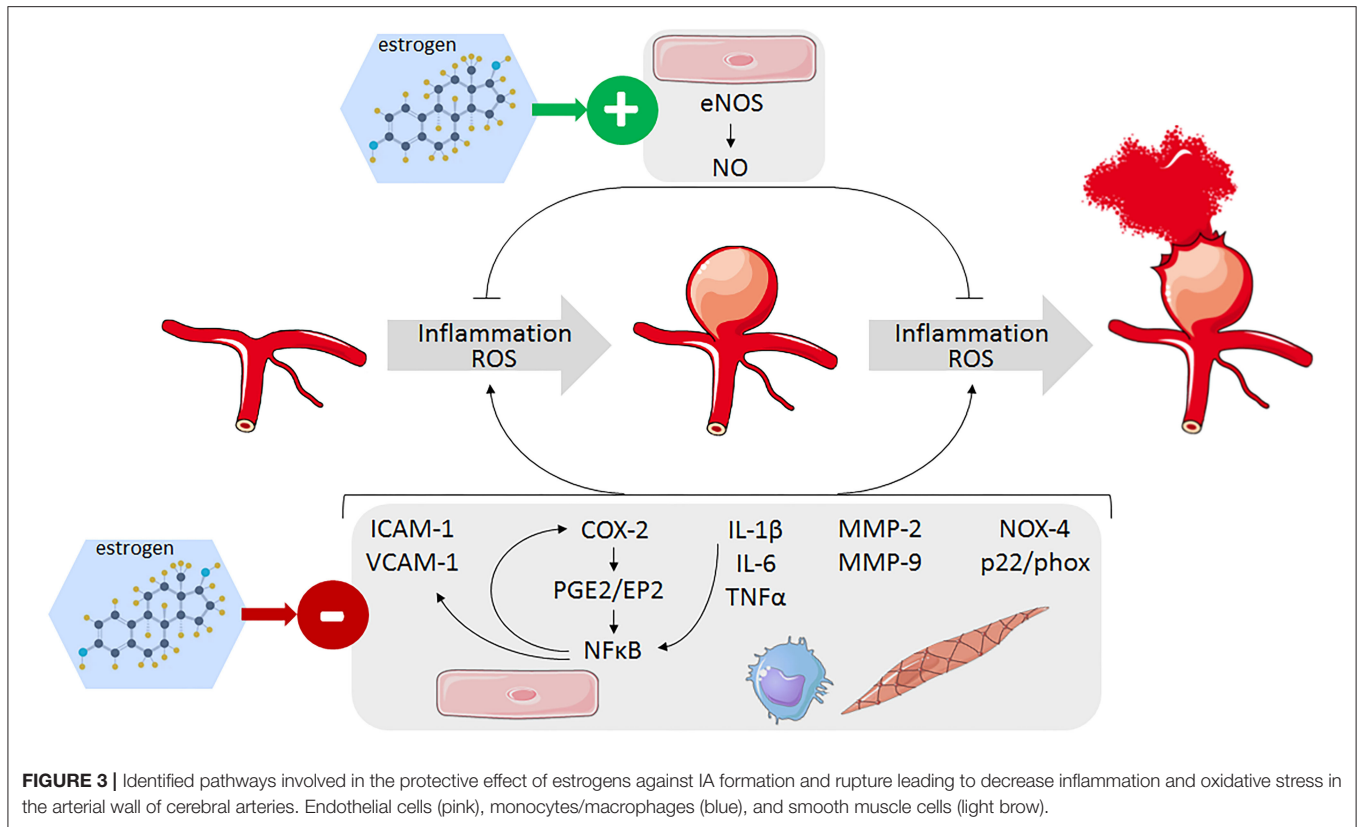 estrogen
+
eNOS
NO
Inflammation
ROS
Inflammation
ROS
estrogen
-
ICAM-1
VCAM-1
COX-2
PGE2/EP2
NFκB
IL-1β
IL-6
TNFα
MMP-2
MMP-9
NOX-4
p22/phox
FIGURE 3 | Identified pathways involved in the protective effect of estrogens against IA formation and rupture leading to decrease inflammation and oxidative stress in
the arterial wall of cerebral arteries. Endothelial cells (pink), monocytes/macrophages (blue), and smooth muscle cells (light brow).